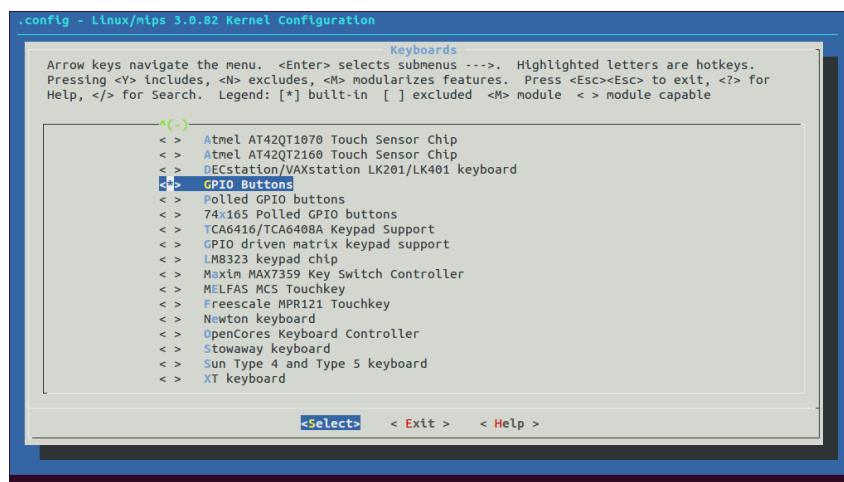 .config - Linux/mips 3.0.82 Kernel Configuration
Keyboards
Arrow keys navigate the menu.  <Enter> selects submenus --->.  Highlighted letters are hotkeys.
Pressing <Y> includes, <N> excludes, <M> modularizes features.  Press <Esc><Esc> to exit, <?> for
Help, </> for Search.  Legend: [*] built-in  [ ] excluded  <M> module  < > module capable
^(-)
< >   Atmel AT42QT1070 Touch Sensor Chip
< >   Atmel AT42QT2160 Touch Sensor Chip
< >   DECstation/VAXstation LK201/LK401 keyboard
<*>   GPIO Buttons
< >   Polled GPIO buttons
< >   74x165 Polled GPIO buttons
< >   TCA6416/TCA6408A Keypad Support
< >   GPIO driven matrix keypad support
< >   LM8323 keypad chip
< >   Maxim MAX7359 Key Switch Controller
< >   MELFAS MCS Touchkey
< >   Freescale MPR121 Touchkey
< >   Newton keyboard
< >   OpenCores Keyboard Controller
< >   Stowaway keyboard
< >   Sun Type 4 and Type 5 keyboard
< >   XT keyboard
<Select>    < Exit >    < Help >